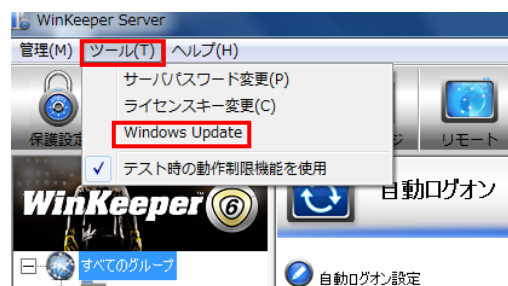 WinKeeper Server
管理(M) ツール(T) ヘルプ(H)
サーバパスワード変更(P)
ライセンスキー変更(C)
Windows Update
テスト時の動作制限機能を使用
保護設定
リモート
WinKeeper 6
自動ログオン
すべてのグループ
自動ログオン設定